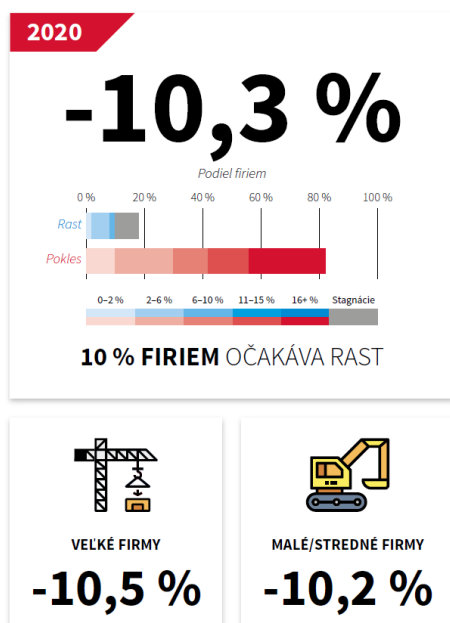 2020
-10,3 %
Podiel firiem
0 % 20 % 40 % 60 % 80 % 100 %
Rast
Pokles
0–2 % 2–6 % 6–10 % 11–15 % 16+ % Stagnácie
10 % FIRIEM OČAKÁVA RAST
VEĽKÉ FIRMY MALÉ/STREDNÉ FIRMY
-10,5 % -10,2 %